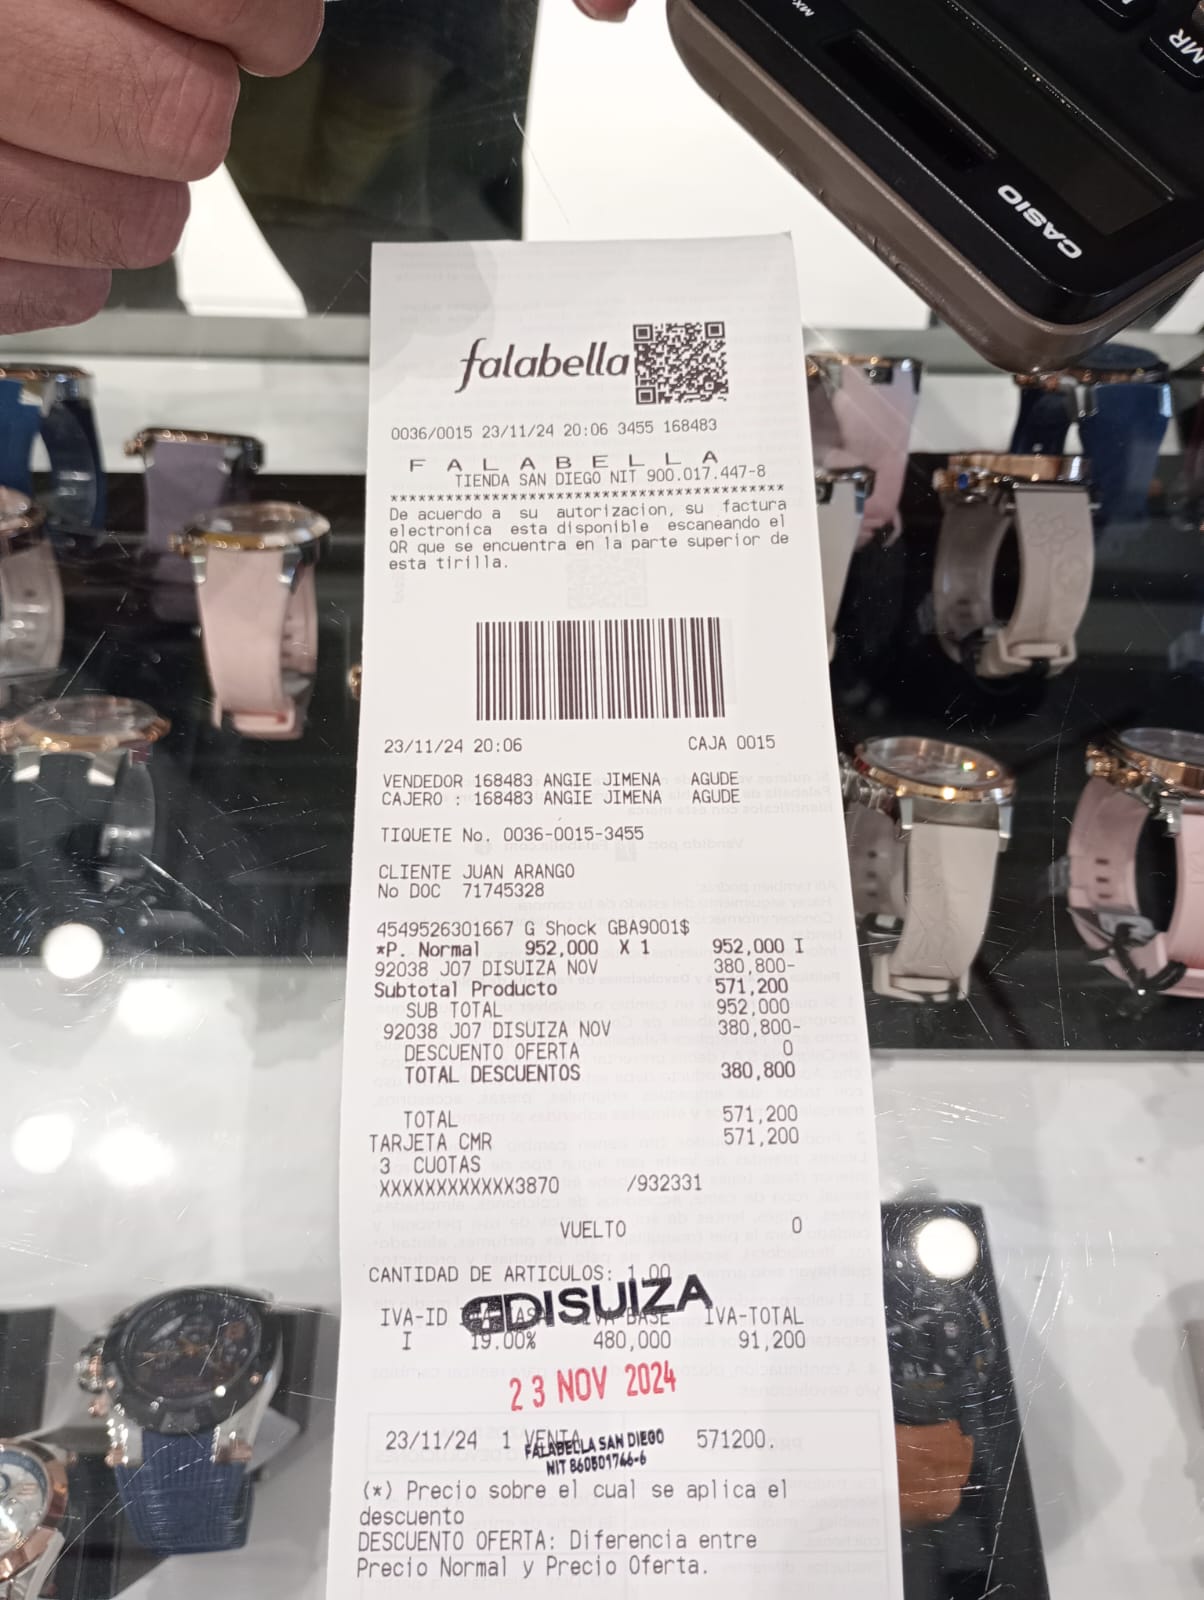 MX-
MR
CASIO
falabella
0036/0015 23/11/24 20:06 3455 168483
F A L A B E L L A
TIENDA SAN DIEGO NIT 900.017.447-8
******************************************
De acuerdo a su autorizacion, su factura
electronica esta disponible escaneando el
QR que se encuentra en la parte superior de
esta tirilla.
23/11/24 20:06 CAJA 0015
VENDEDOR 168483 ANGIE JIMENA AGUDE
CAJERO : 168483 ANGIE JIMENA AGUDE
TIQUETE No. 0036-0015-3455
CLIENTE JUAN ARANGO
No DOC 71745328
4549526301667 G Shock GBA9001$
*P. Normal 952,000 X 1 952,000 I
92038 J07 DISUIZA NOV 380,800-
Subtotal Producto 571,200
SUB TOTAL 952,000
92038 J07 DISUIZA NOV 380,800-
DESCUENTO OFERTA 0
TOTAL DESCUENTOS 380,800
TOTAL 571,200
TARJETA CMR 571,200
3 CUOTAS
XXXXXXXXXXXX3870 /932331
VUELTO 0
CANTIDAD DE ARTICULOS: 1.00
DISUIZA
IVA-ID IVA-BASE IVA-TOTAL
I 19.00% 480,000 91,200
23 NOV 2024
23/11/24 1 VENTA 571200.
FALABELLA SAN DIEGO
NIT 860501746-6
(*) Precio sobre el cual se aplica el
descuento
DESCUENTO OFERTA: Diferencia entre
Precio Normal y Precio Oferta.